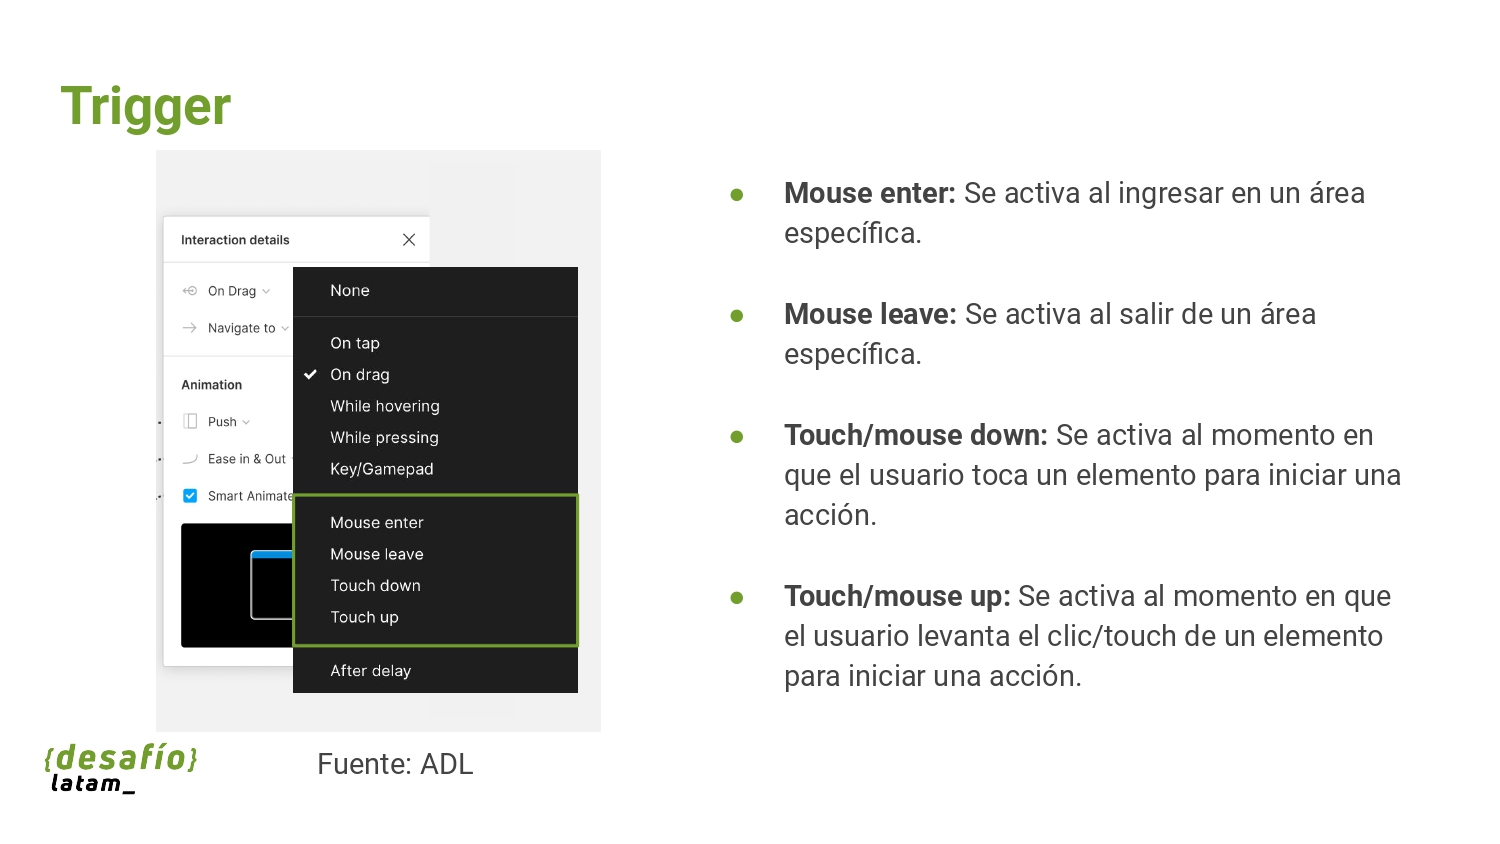 Trigger
Interaction details
On Drag
Navigate to
Animation
Push
Ease in & Out
Smart Animate
None
On tap
On drag
While hovering
While pressing
Key/Gamepad
Mouse enter
Mouse leave
Touch down
Touch up
After delay
Fuente: ADL
● Mouse enter: Se activa al ingresar en un área
específica.
● Mouse leave: Se activa al salir de un área
específica.
● Touch/mouse down: Se activa al momento en
que el usuario toca un elemento para iniciar una
acción.
● Touch/mouse up: Se activa al momento en que
el usuario levanta el clic/touch de un elemento
para iniciar una acción.
{desafío}
latam_